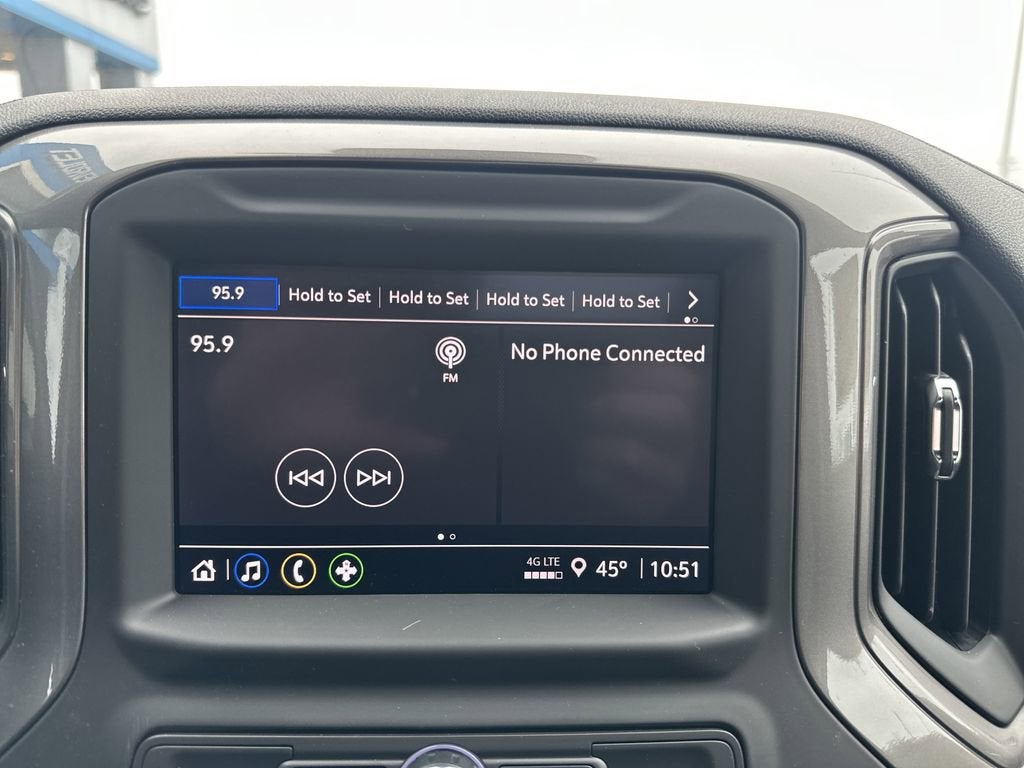 95.9 Hold to Set Hold to Set Hold to Set Hold to Set
95.9
FM
No Phone Connected
4G LTE
45° 10:51